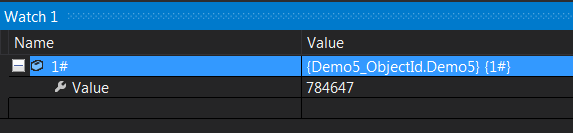 Watch 1
Name Value
1# {Demo5_ObjectId.Demo5} {1#}
Value 784647